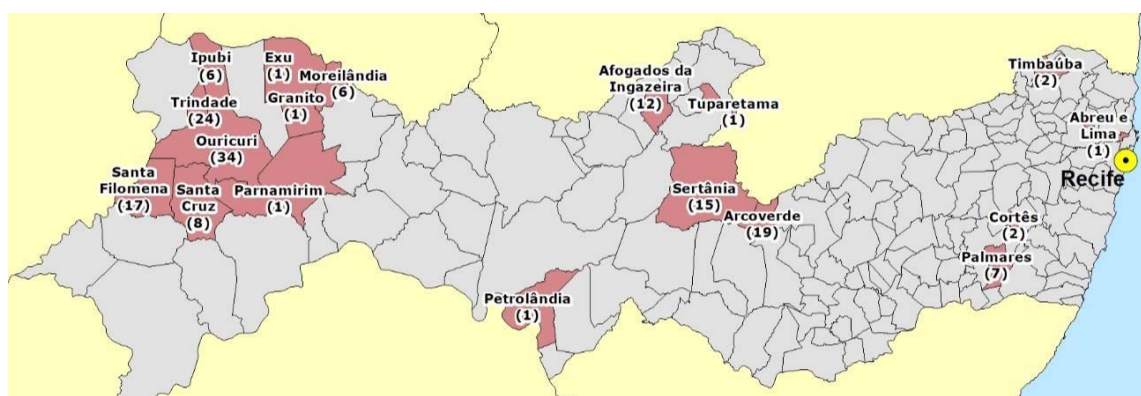 Ipubi
(6)
Exu
(1)
Moreilândia
(6)
Trindade
(24)
Granito
(1)
Ouricuri
(34)
Santa
Filomena
(17)
Santa
Cruz
(8)
Parnamirim
(1)
Afogados da
Ingazeira
(12)
Tuparetama
(1)
Sertânia
(15)
Arcoverde
(19)
Petrolândia
(1)
Timbaúba
(2)
Abreu e
Lima
(1)
Recife
Cortês
(2)
Palmares
(7)